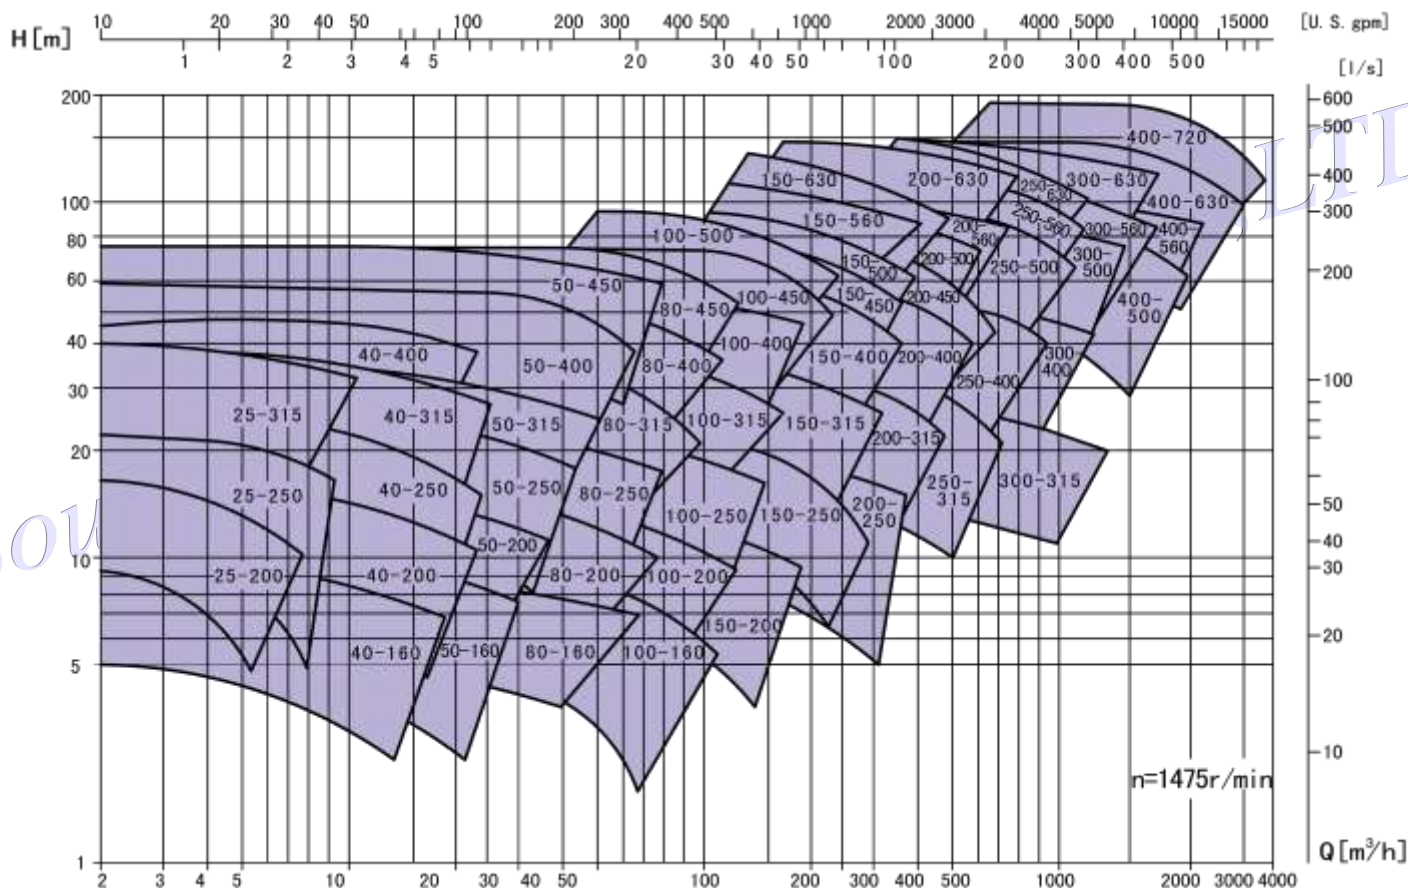 10 20 30 40 100 200 300 400 500 1000 2000 3000 4000 5000 10000 15000 [U. S. gpm]
H[m]
1 2 3 4 5 20 30 40 50 100 200 300 400 500
[l/s]
200 600
500
400-720
LTD
400
150-630 200-630 250-630 300-630
100 400-630 300
150-560 200-560 250-560 300-560 400-560
80 100-500
150-500 200-500 250-500 300-500 200
60 50-450 80-450 100-450 150-450 200-450 400-500
40 40-400 50-400 80-400 100-400 150-400 200-400 250-400 300-400
30 100
25-315 40-315 50-315 80-315 100-315 150-315 200-315
20
25-250 40-250 50-250 80-250 100-250 150-250 200-250 250-315 300-315
50
sou
50-200 40
10 25-200 40-200 80-200 100-200 30
150-200 20
5 40-160 50-160 80-160 100-160
10
n=1475r/min
1 Q[m³/h]
2 3 4 5 10 20 30 40 50 100 200 300 400 500 1000 2000 3000 4000